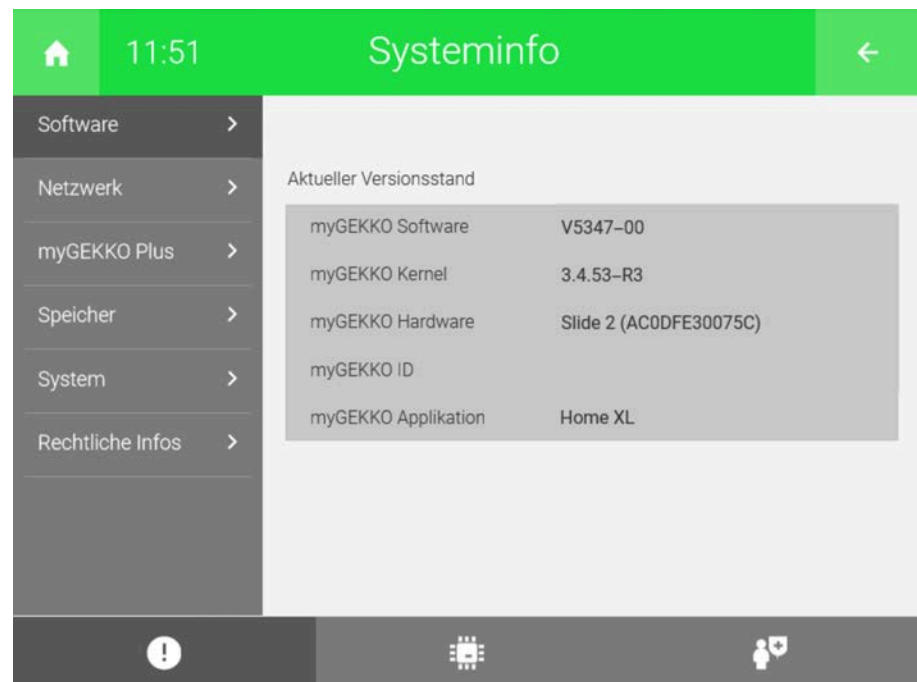 11:51
Systeminfo
Software
Netzwerk
myGEKKO Plus
Speicher
System
Rechtliche Infos
Aktueller Versionsstand
myGEKKO Software V5347-00
myGEKKO Kernel 3.4.53-R3
myGEKKO Hardware Slide 2 (AC0DFE30075C)
myGEKKO ID
myGEKKO Applikation Home XL